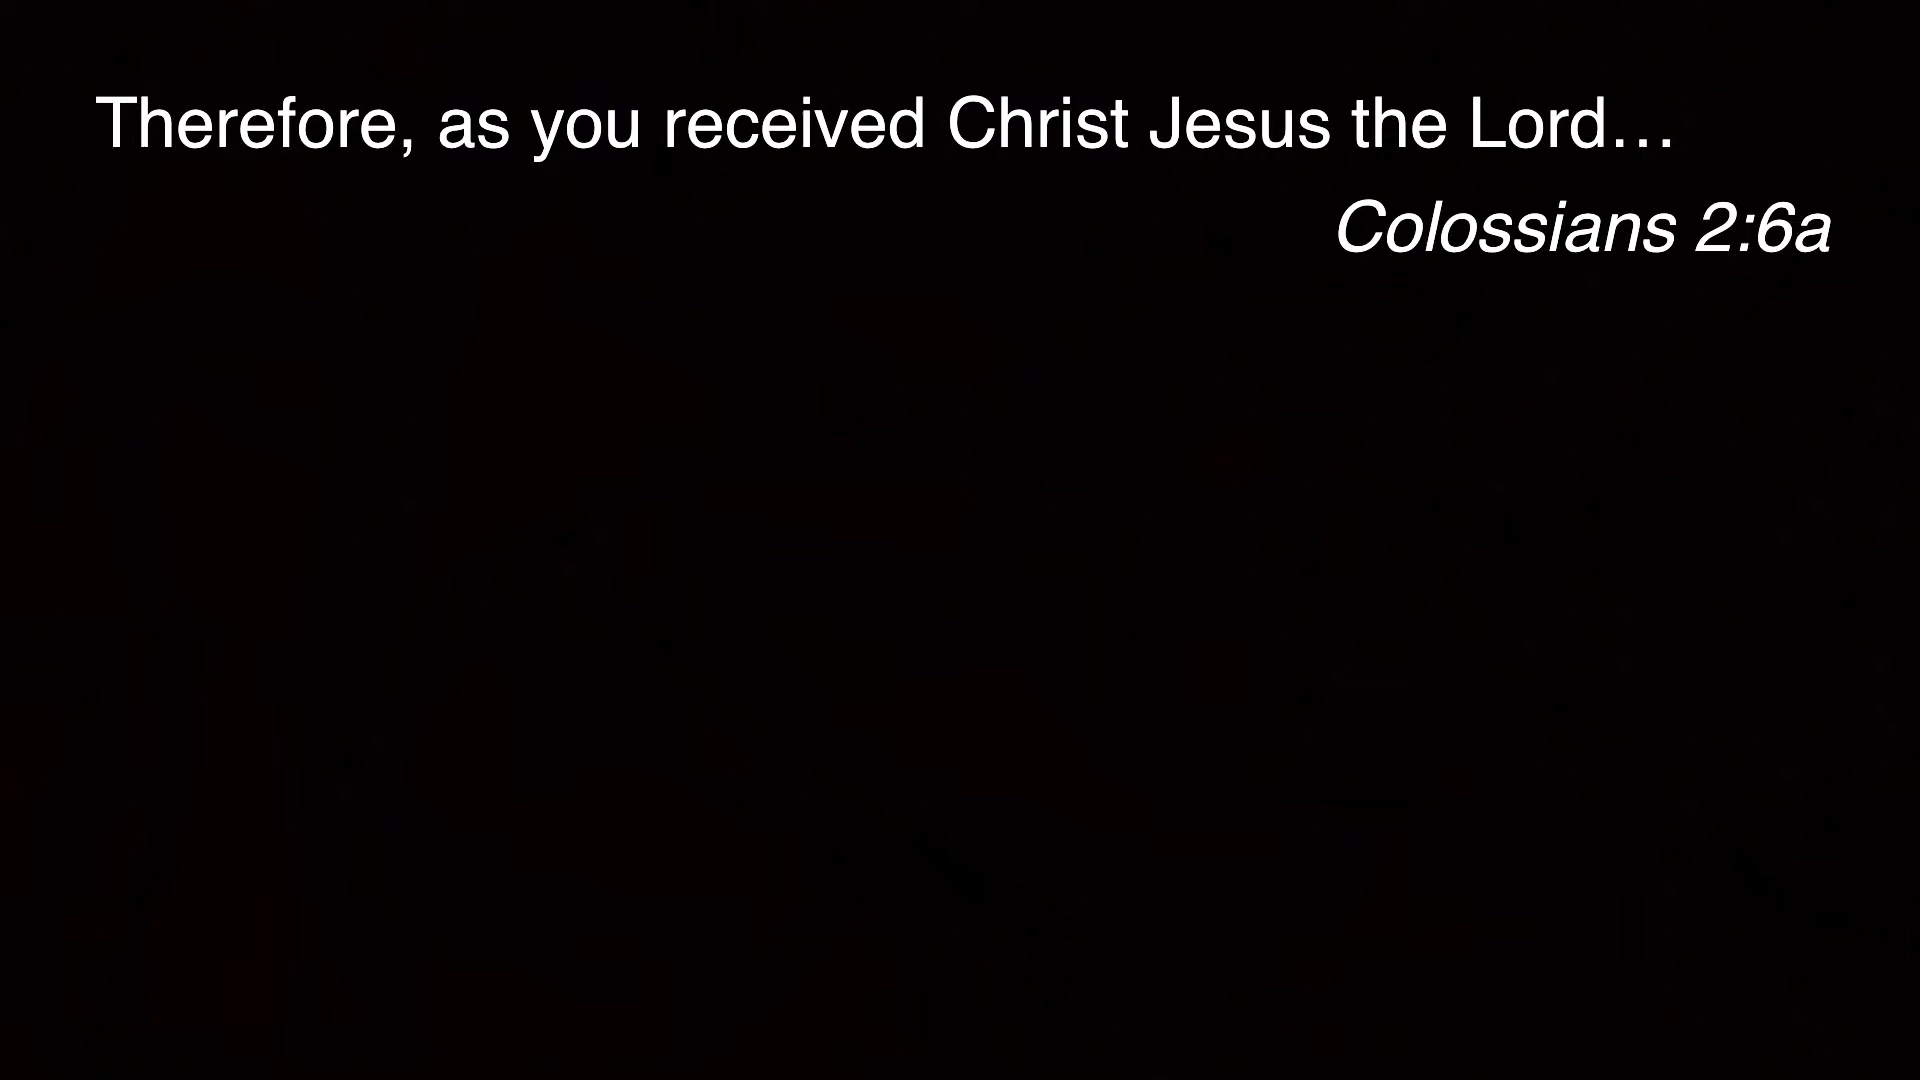 Therefore, as you received Christ Jesus the Lord…
Colossians 2:6a